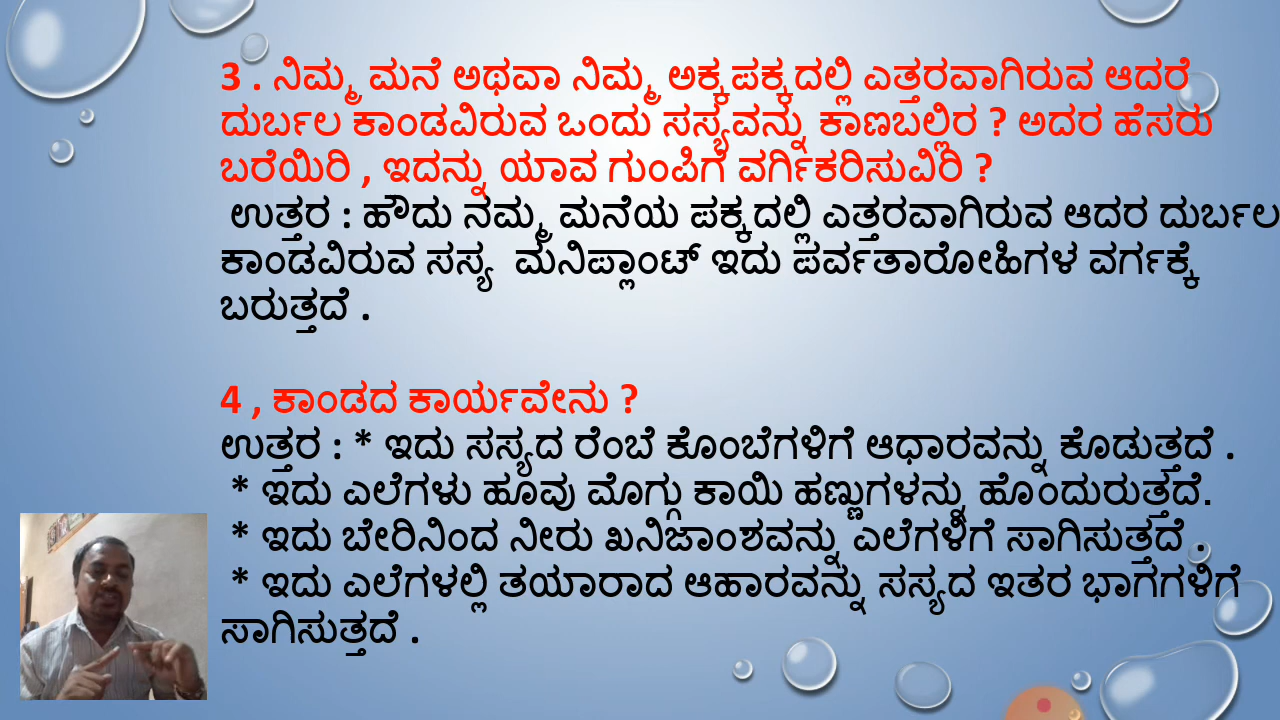 3 . ನಿಮ್ಮ ಮನೆ ಅಥವಾ ನಿಮ್ಮ ಅಕ್ಕಪಕ್ಕದಲ್ಲಿ ಎತ್ತರವಾಗಿರುವ ಆದರೆ
ದುರ್ಬಲ ಕಾಂಡವಿರುವ ಒಂದು ಸಸ್ಯವನ್ನು ಕಾಣಬಲ್ಲಿರ ? ಅದರ ಹೆಸರು
ಬರೆಯಿರಿ , ಇದನ್ನು ಯಾವ ಗುಂಪಿಗೆ ವರ್ಗಿಕರಿಸುವಿರಿ ?
ಉತ್ತರ : ಹೌದು ನಮ್ಮ ಮನೆಯ ಪಕ್ಕದಲ್ಲಿ ಎತ್ತರವಾಗಿರುವ ಆದರ ದುರ್ಬಲ
ಕಾಂಡವಿರುವ ಸಸ್ಯ ಮನಿಪ್ಲಾಂಟ್ ಇದು ಪರ್ವತಾರೋಹಿಗಳ ವರ್ಗಕ್ಕೆ
ಬರುತ್ತದೆ .
4 , ಕಾಂಡದ ಕಾರ್ಯವೇನು ?
ಉತ್ತರ : * ಇದು ಸಸ್ಯದ ರೆಂಬೆ ಕೊಂಬೆಗಳಿಗೆ ಆಧಾರವನ್ನು ಕೊಡುತ್ತದೆ .
* ಇದು ಎಲೆಗಳು ಹೂವು ಮೊಗ್ಗು ಕಾಯಿ ಹಣ್ಣುಗಳನ್ನು ಹೊಂದುರುತ್ತದೆ.
* ಇದು ಬೇರಿನಿಂದ ನೀರು ಖನಿಜಾಂಶವನ್ನು ಎಲೆಗಳಿಗೆ ಸಾಗಿಸುತ್ತದೆ .
* ಇದು ಎಲೆಗಳಲ್ಲಿ ತಯಾರಾದ ಆಹಾರವನ್ನು ಸಸ್ಯದ ಇತರ ಭಾಗಗಳಿಗೆ
ಸಾಗಿಸುತ್ತದೆ .